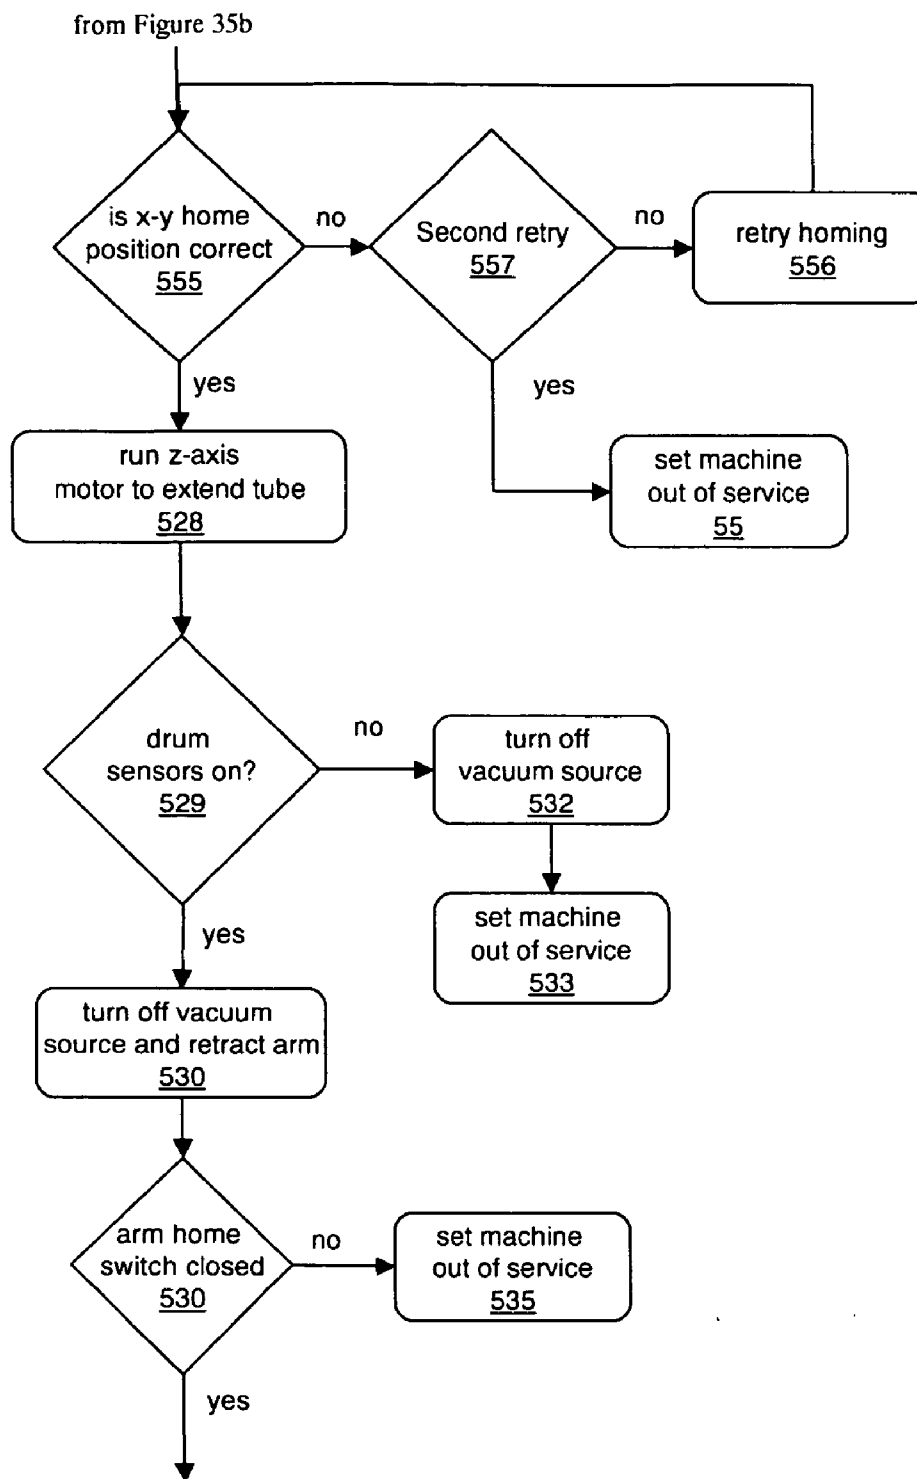 from Figure 35b
is x-y home
position correct
555
no
Second retry
557
no
retry homing
556
yes
yes
run z-axis
motor to extend tube
528
set machine
out of service
55
drum
sensors on?
529
no
turn off
vacuum source
532
yes
set machine
out of service
533
turn off vacuum
source and retract arm
530
arm home
switch closed
530
no
set machine
out of service
535
yes